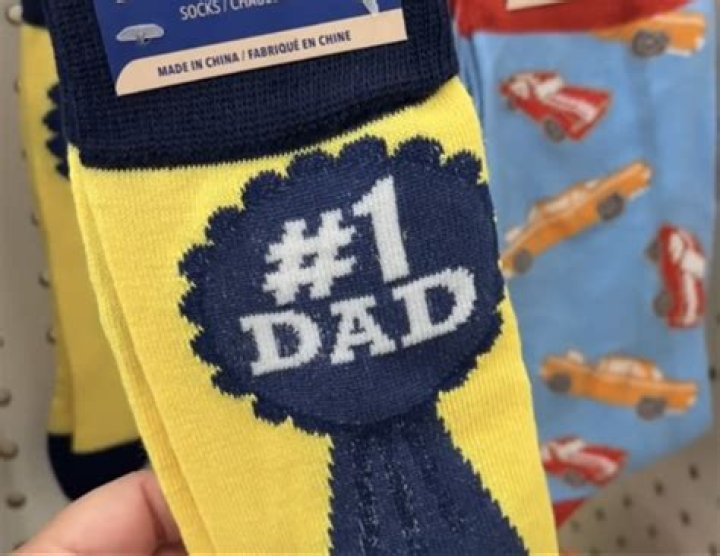 SOCKS / CHAUS
MADE IN CHINA / FABRIQUÉ EN CHINE
#1
DAD